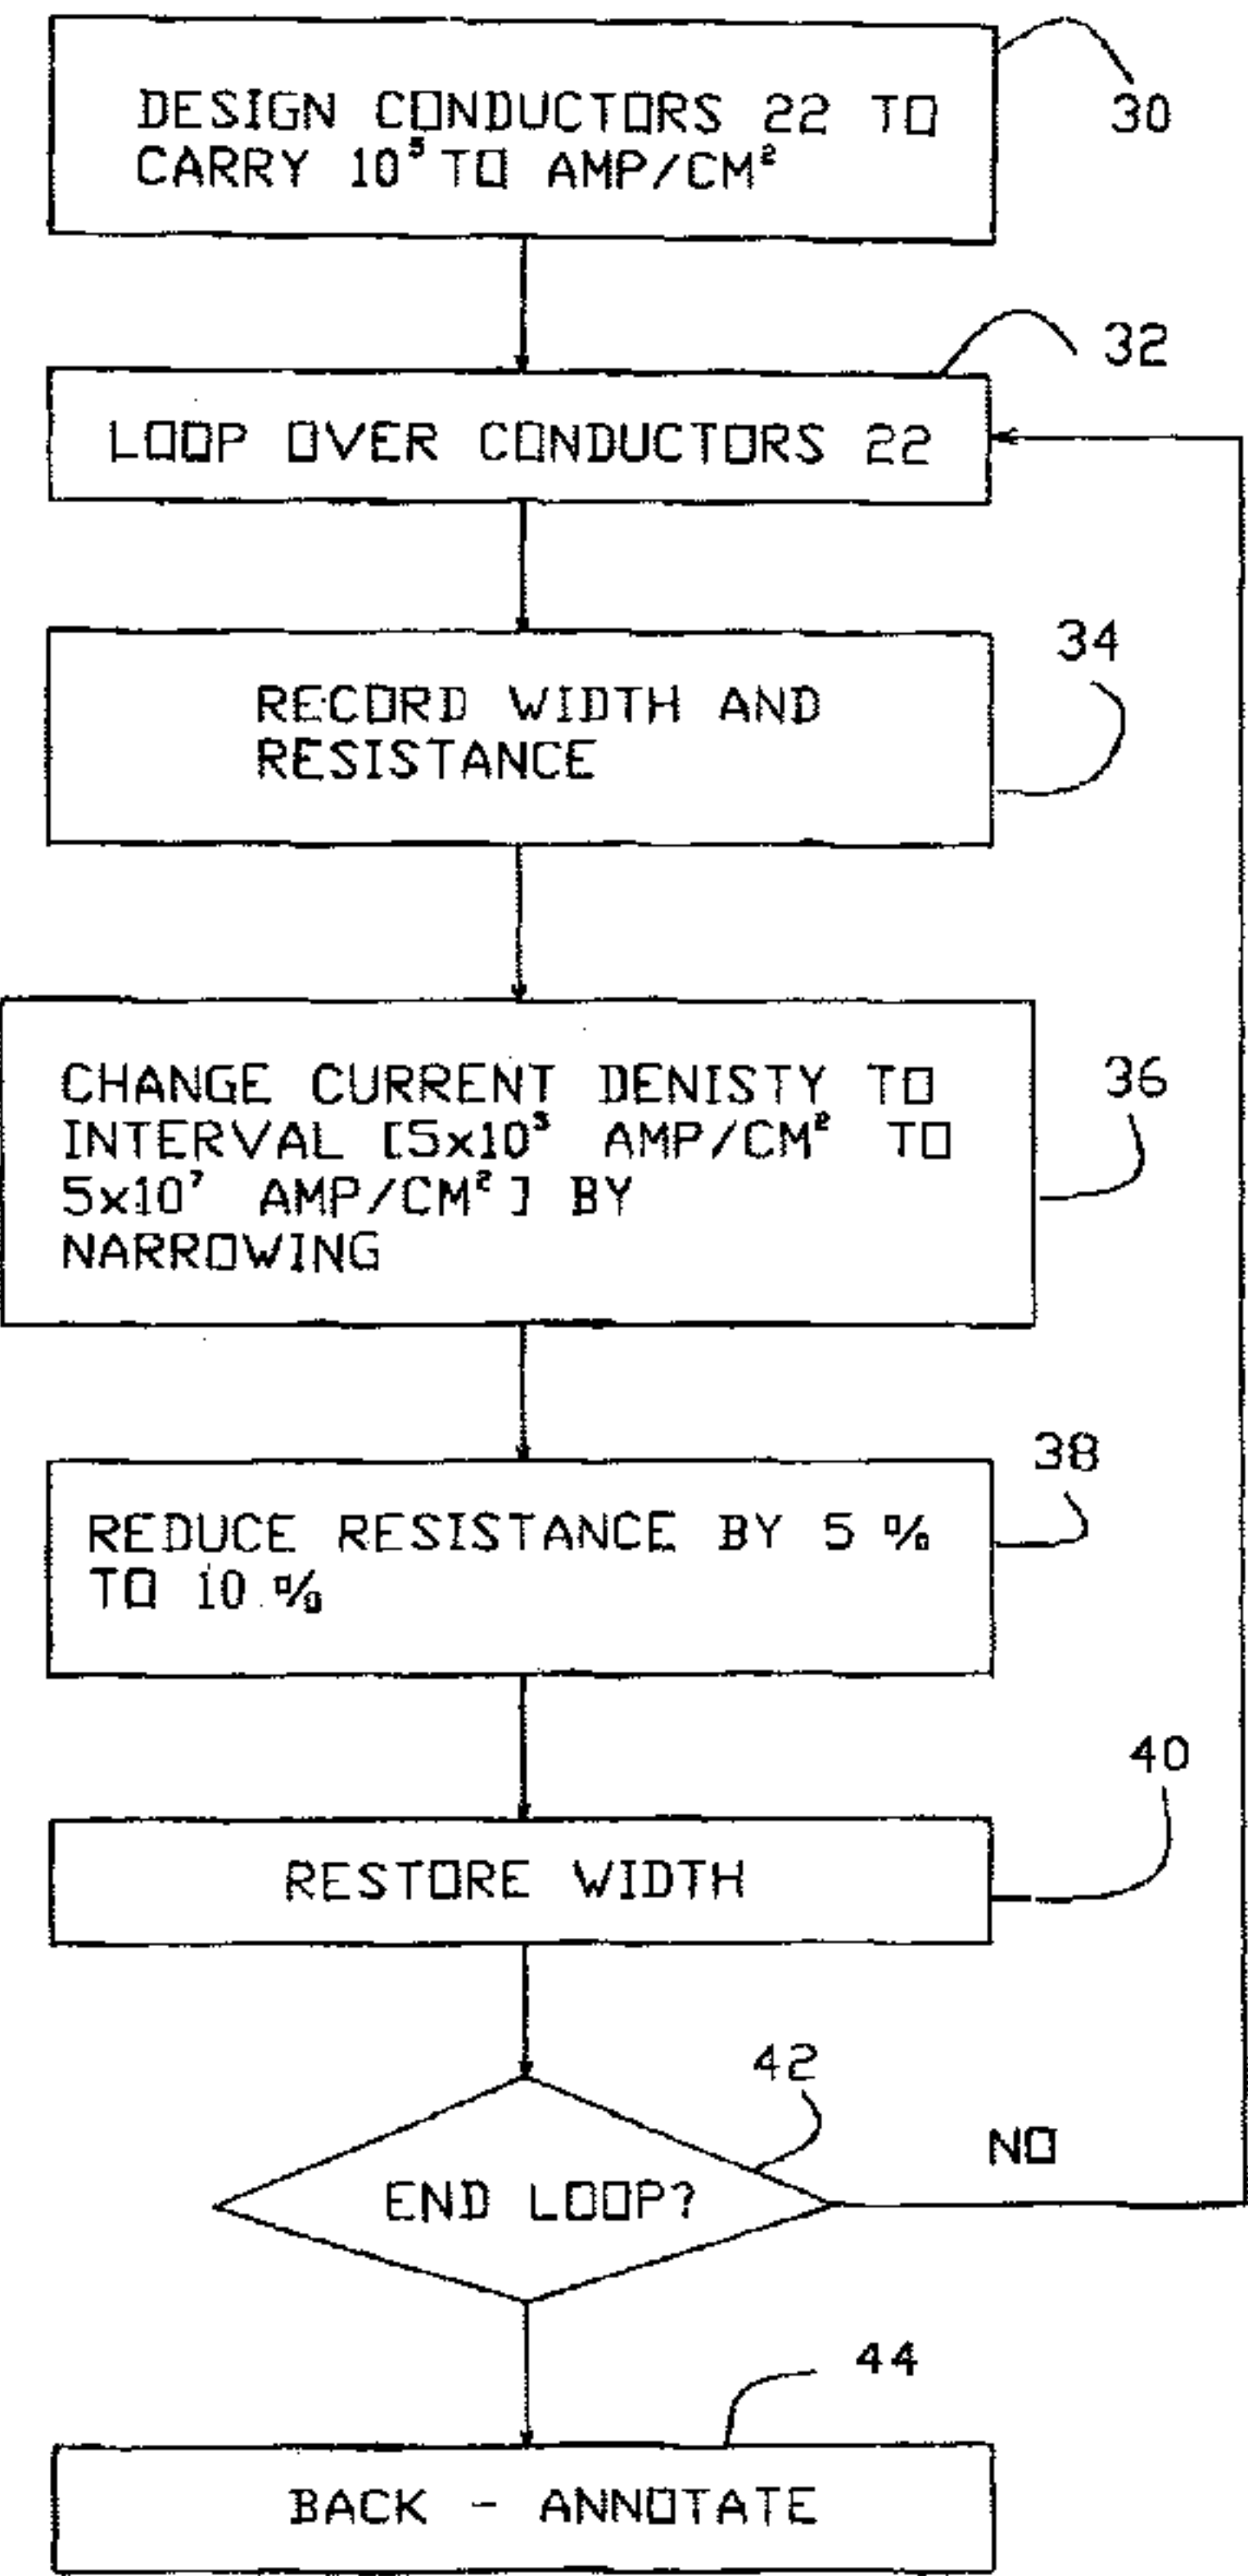 DESIGN CONDUCTORS 22 TO
CARRY 10⁵ TO AMP/CM²
30
32
LOOP OVER CONDUCTORS 22
34
RECORD WIDTH AND
RESISTANCE
CHANGE CURRENT DENISTY TO
INTERVAL [5x10⁵ AMP/CM² TO
5x10⁷ AMP/CM²] BY
NARROWING
36
38
REDUCE RESISTANCE BY 5 %
TO 10 %
40
RESTORE WIDTH
42
NO
END LOOP?
44
BACK - ANNOTATE